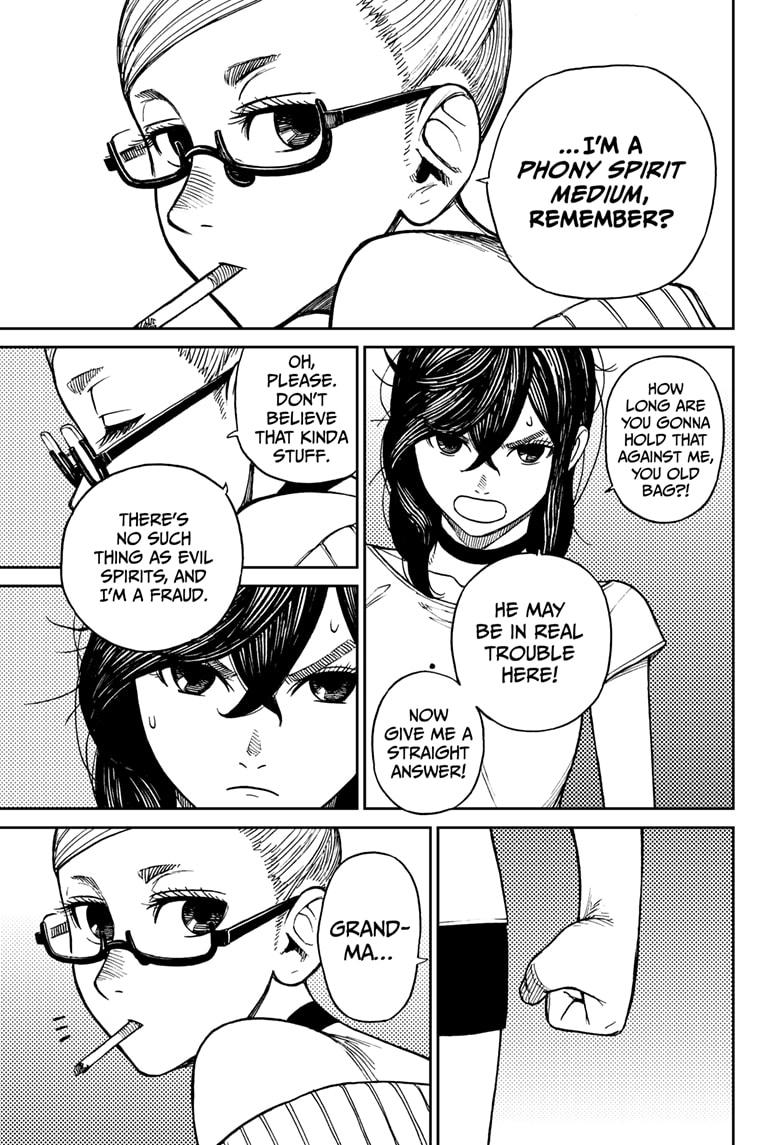 ...I'M A
PHONY SPIRIT
MEDIUM,
REMEMBER?
HOW
LONG ARE
YOU GONNA
HOLD THAT
AGAINST ME,
YOU OLD
BAG?!
HE MAY
BE IN REAL
TROUBLE
HERE!
NOW
GIVE ME A
STRAIGHT
ANSWER!
OH,
PLEASE.
DON'T
BELIEVE
THAT KINDA
STUFF.
THERE'S
NO SUCH
THING AS EVIL
SPIRITS, AND
I'M A FRAUD.
GRAND-
MA...